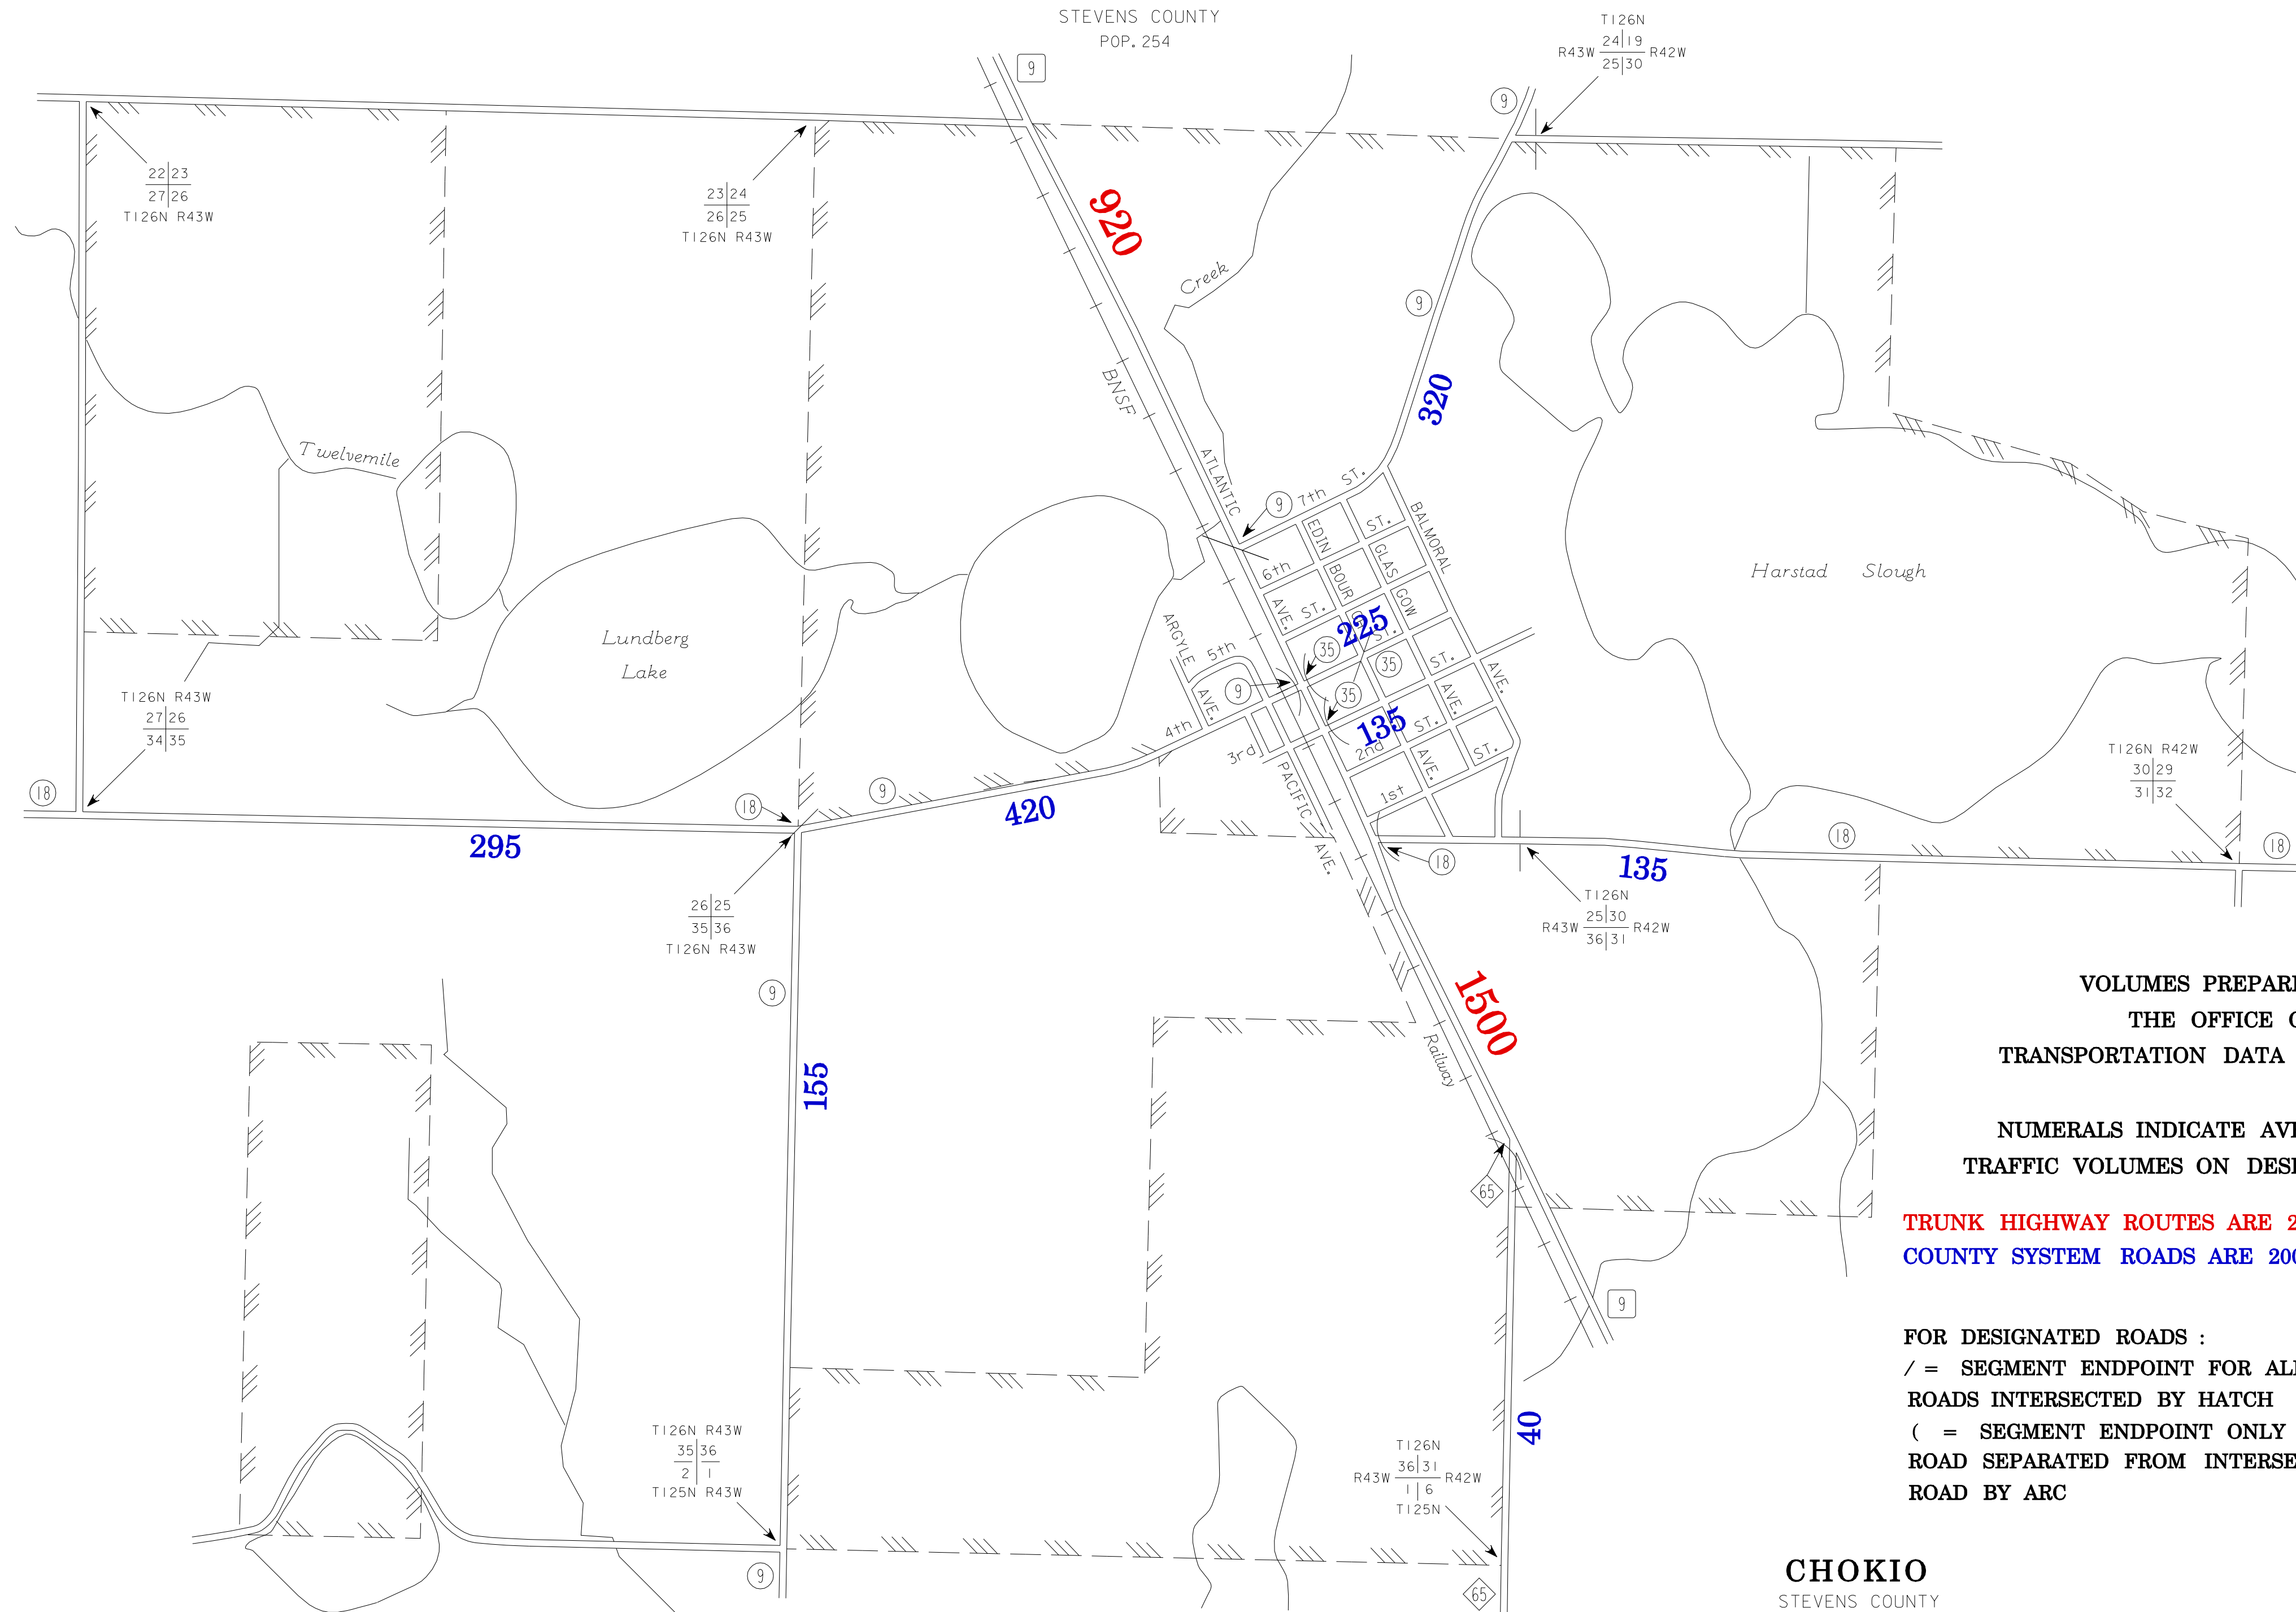 STEVENS COUNTY
POP. 254
9
T126N
R43W 24|19 R42W
25|30
9
22|23
27|26
T126N R43W
23|24
26|25
T126N R43W
920
Creek
9
BNSF
320
Twelvemile
ATLANTIC
9
7th ST.
BALMORAL
EDIN
ST.
GLAS
6th
BOUR
GOW
AVE.
ST.
Harstad Slough
225
ST.
Lundberg
Lake
ARGYLE
5th
35
35
ST.
AVE.
9
35
AVE.
AVE.
T126N R43W
27|26
34|35
4th
135
ST.
3rd
2nd
AVE.
ST.
PACIFIC
AVE.
1st
T126N R42W
30|29
31|32
18
18
9
420
295
18
18
18
135
26|25
35|36
T126N R43W
T126N
R43W 25|30 R42W
36|31
9
155
1500
Railway
VOLUMES PREPAR
THE OFFICE
TRANSPORTATION DATA
NUMERALS INDICATE AV
TRAFFIC VOLUMES ON DES
65
TRUNK HIGHWAY ROUTES ARE 2
COUNTY SYSTEM ROADS ARE 200
9
FOR DESIGNATED ROADS :
/ = SEGMENT ENDPOINT FOR AL
ROADS INTERSECTED BY HATCH
( = SEGMENT ENDPOINT ONLY
ROAD SEPARATED FROM INTERSE
ROAD BY ARC
40
T126N R43W
35|36
2|1
T125N R43W
T126N
R43W 36|31 R42W
1|6
T125N
9
65
CHOKIO
STEVENS COUNTY